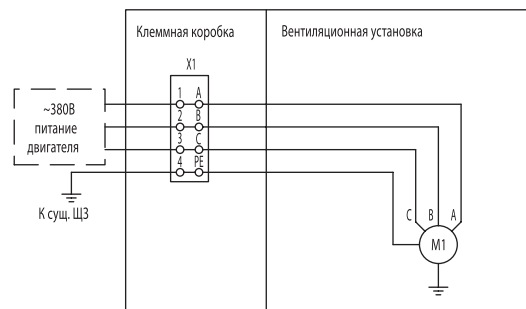 Клеммная коробка
Вентиляционная установка
X1
~380В
питание
двигателя
1 A
2 B
3 C
4 PE
К сущ. ЩЗ
C B A
M1